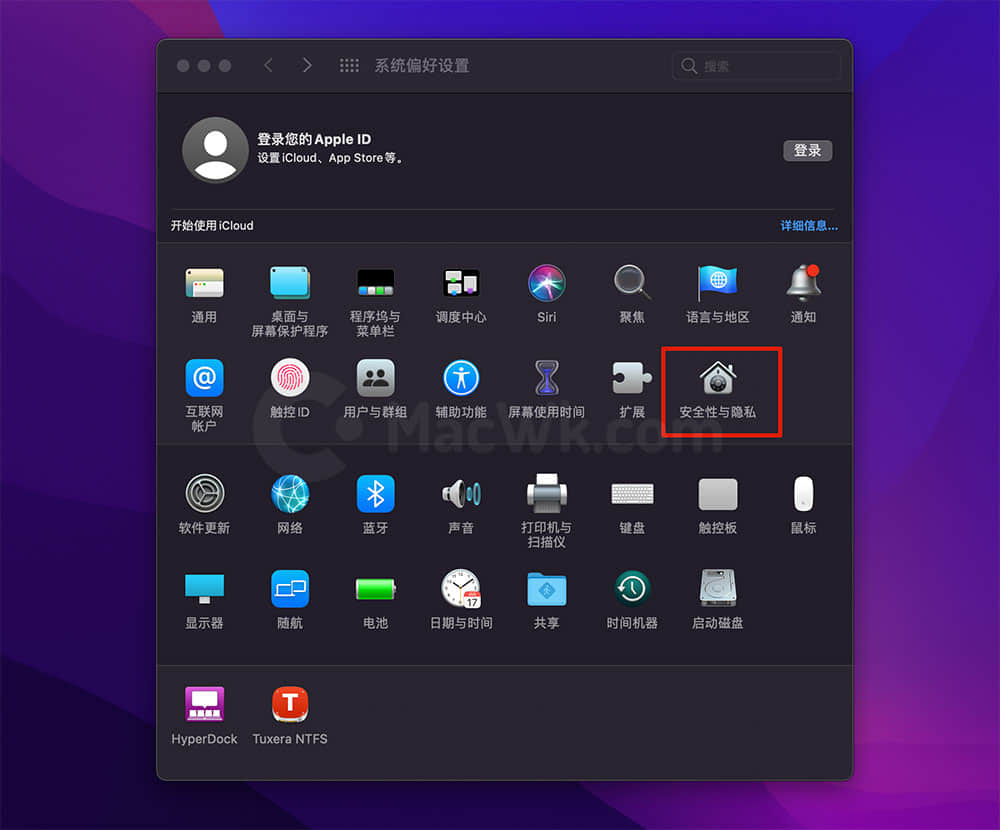 系统偏好设置
搜索
登录您的 Apple ID
设置 iCloud、App Store 等。
登录
开始使用 iCloud
详细信息...
通用
桌面与
屏幕保护程序
程序坞与
菜单栏
调度中心
Siri
聚焦
语言与地区
通知
互联网
帐户
触控 ID
用户与群组
辅助功能
屏幕使用时间
扩展
安全性与隐私
MacWk.com
软件更新
网络
蓝牙
声音
打印机与
扫描仪
键盘
触控板
鼠标
显示器
随航
电池
17
日期与时间
共享
时间机器
启动磁盘
T
HyperDock
Tuxera NTFS